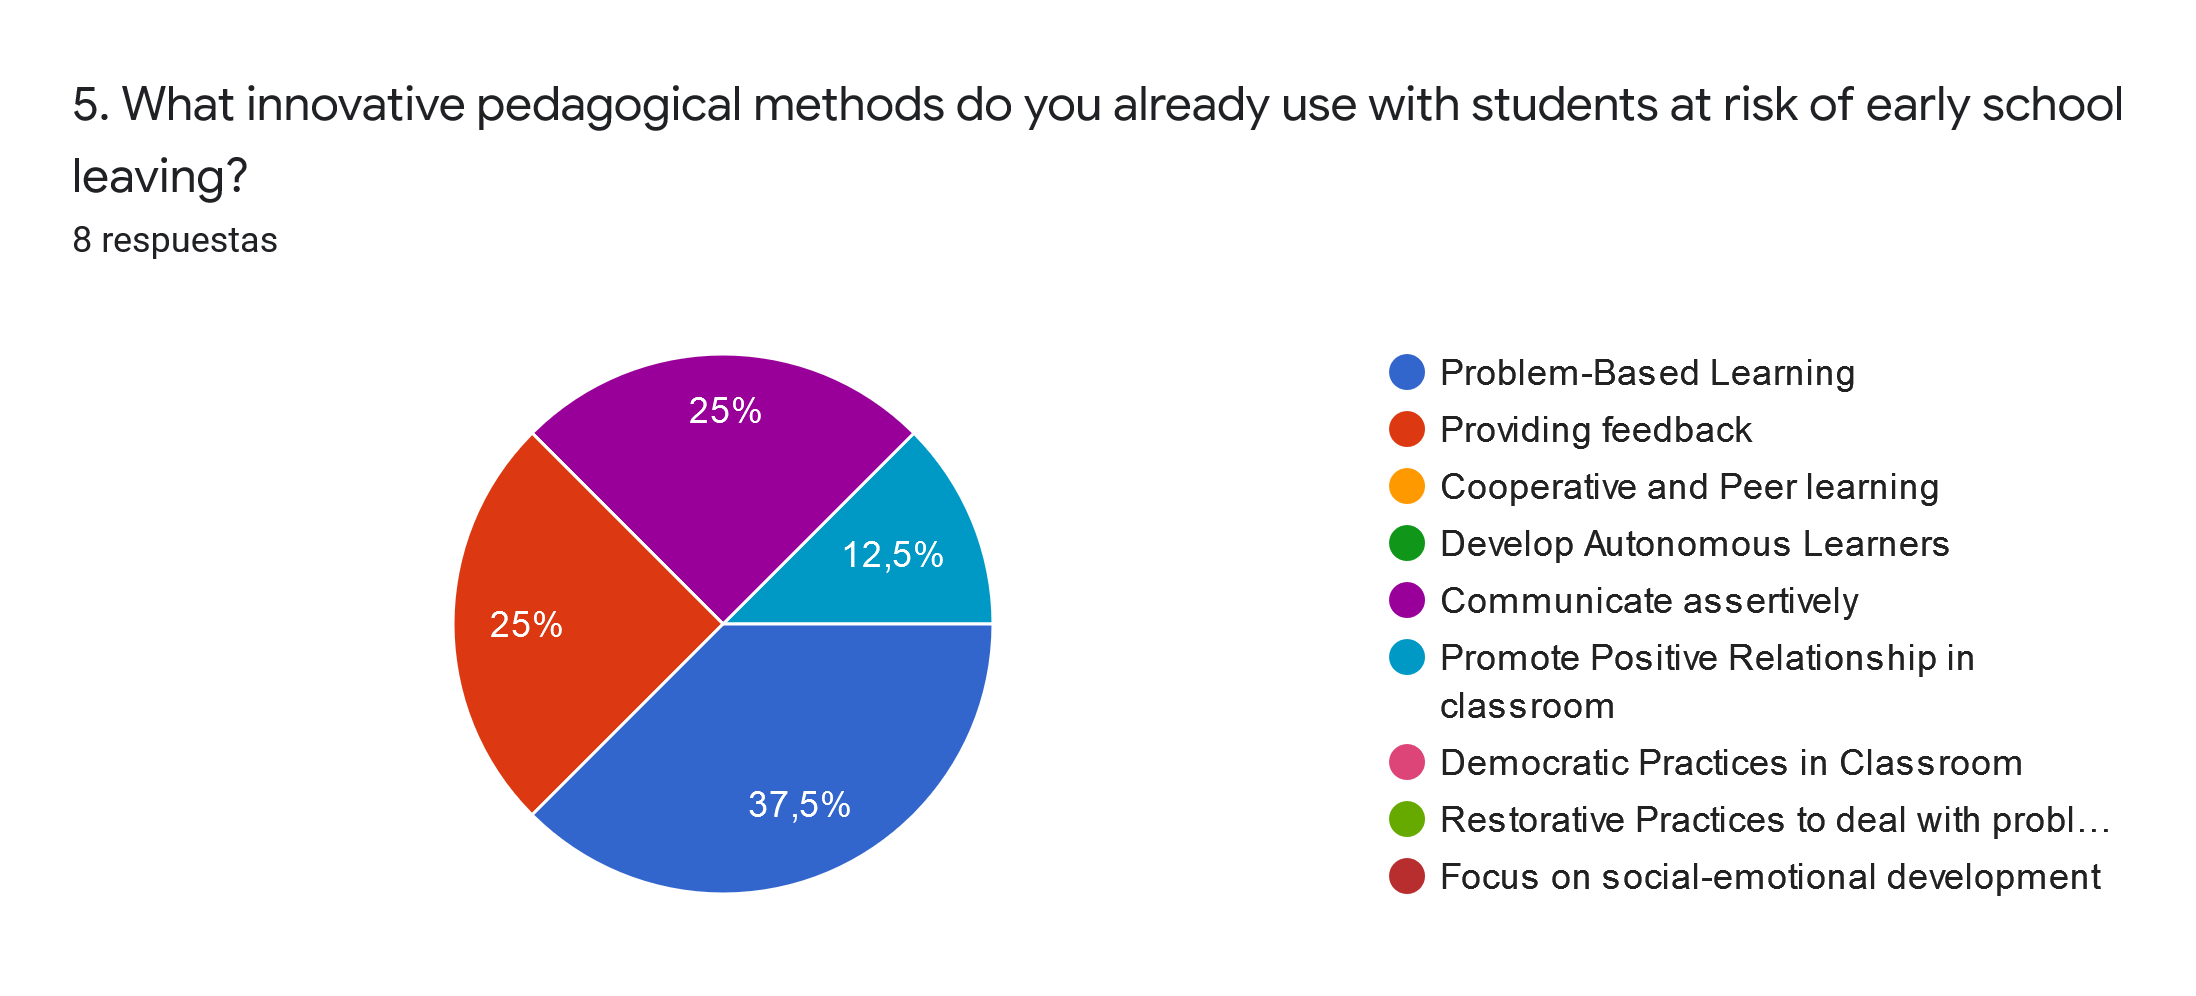 5. What innovative pedagogical methods do you already use with students at risk of early school
leaving?
8 respuestas
25%
12,5%
25%
37,5%
Problem-Based Learning
Providing feedback
Cooperative and Peer learning
Develop Autonomous Learners
Communicate assertively
Promote Positive Relationship in
classroom
Democratic Practices in Classroom
Restorative Practices to deal with probl…
Focus on social-emotional development